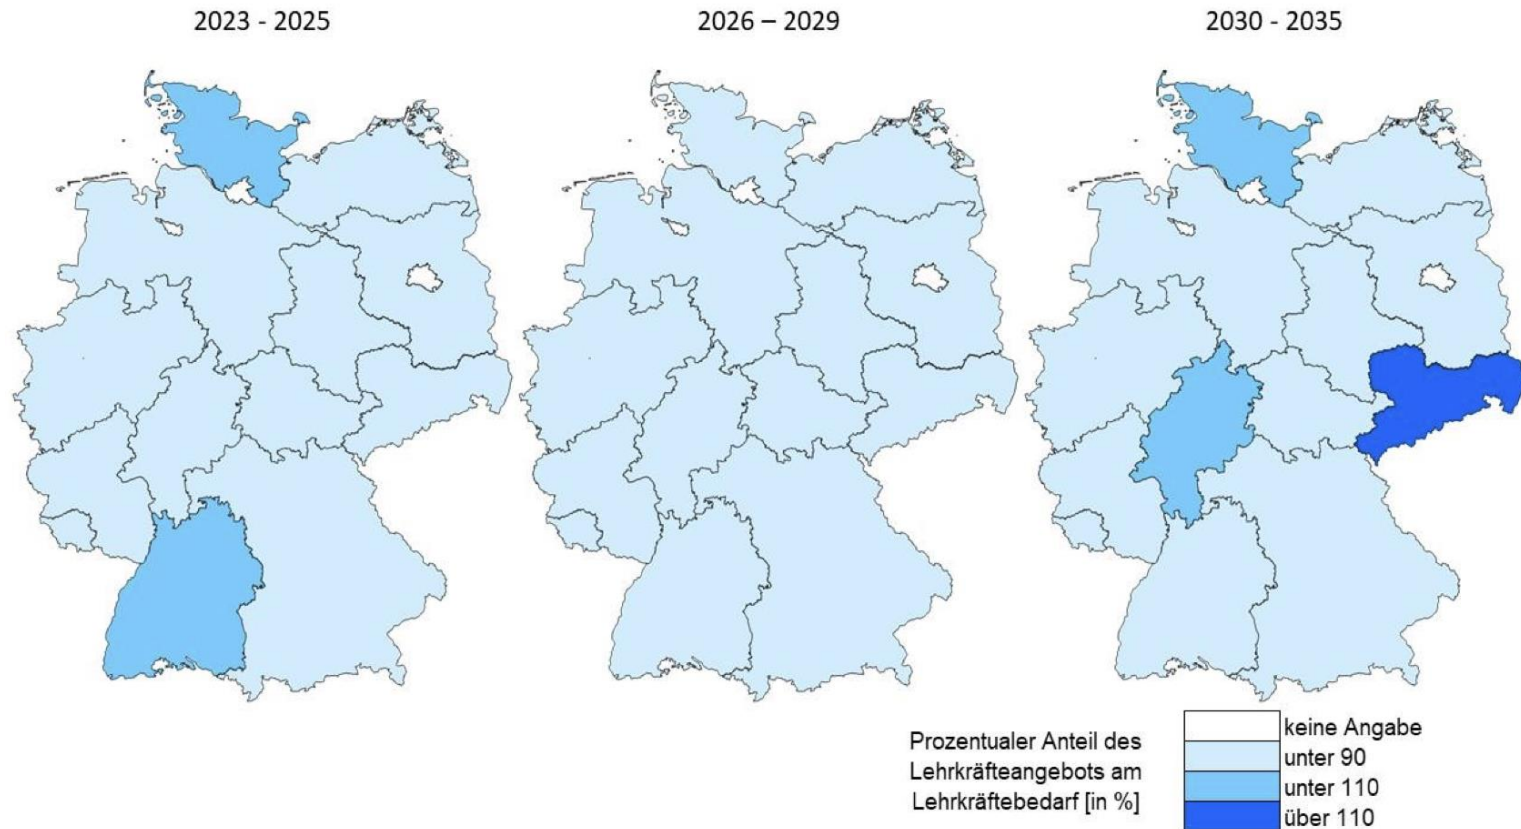 2023 - 2025
2026 – 2029
2030 - 2035
Prozentualer Anteil des
Lehrkräfteangebots am
Lehrkräftebedarf [in %]
keine Angabe
unter 90
unter 110
über 110